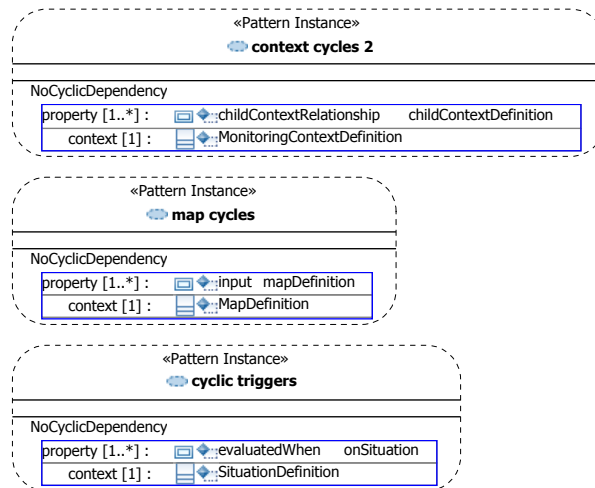 «Pattern Instance»
context cycles 2
NoCyclicDependency
property [1..*] : childContextRelationship childContextDefinition
context [1] : MonitoringContextDefinition
«Pattern Instance»
map cycles
NoCyclicDependency
property [1..*] : input mapDefinition
context [1] : MapDefinition
«Pattern Instance»
cyclic triggers
NoCyclicDependency
property [1..*] : evaluatedWhen onSituation
context [1] : SituationDefinition